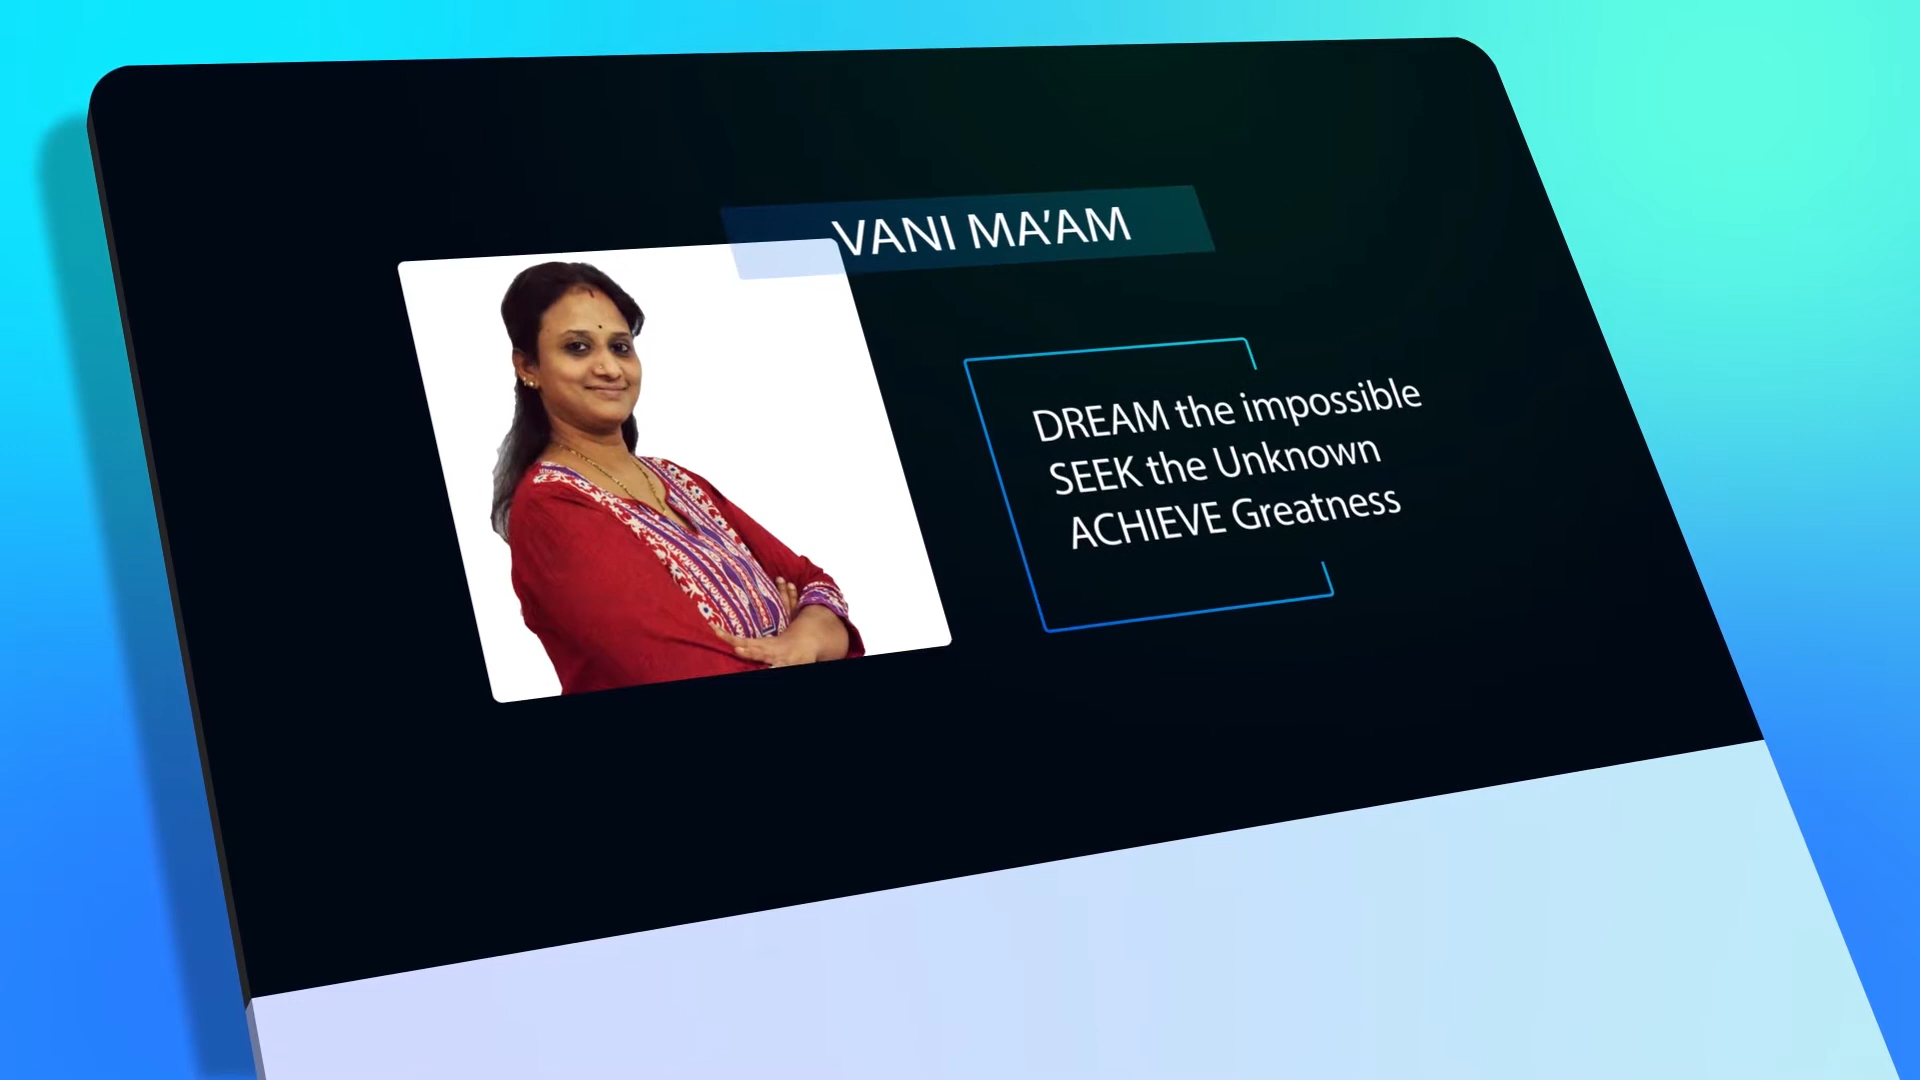 VANI MA’AM
DREAM the impossible
SEEK the Unknown
ACHIEVE Greatness